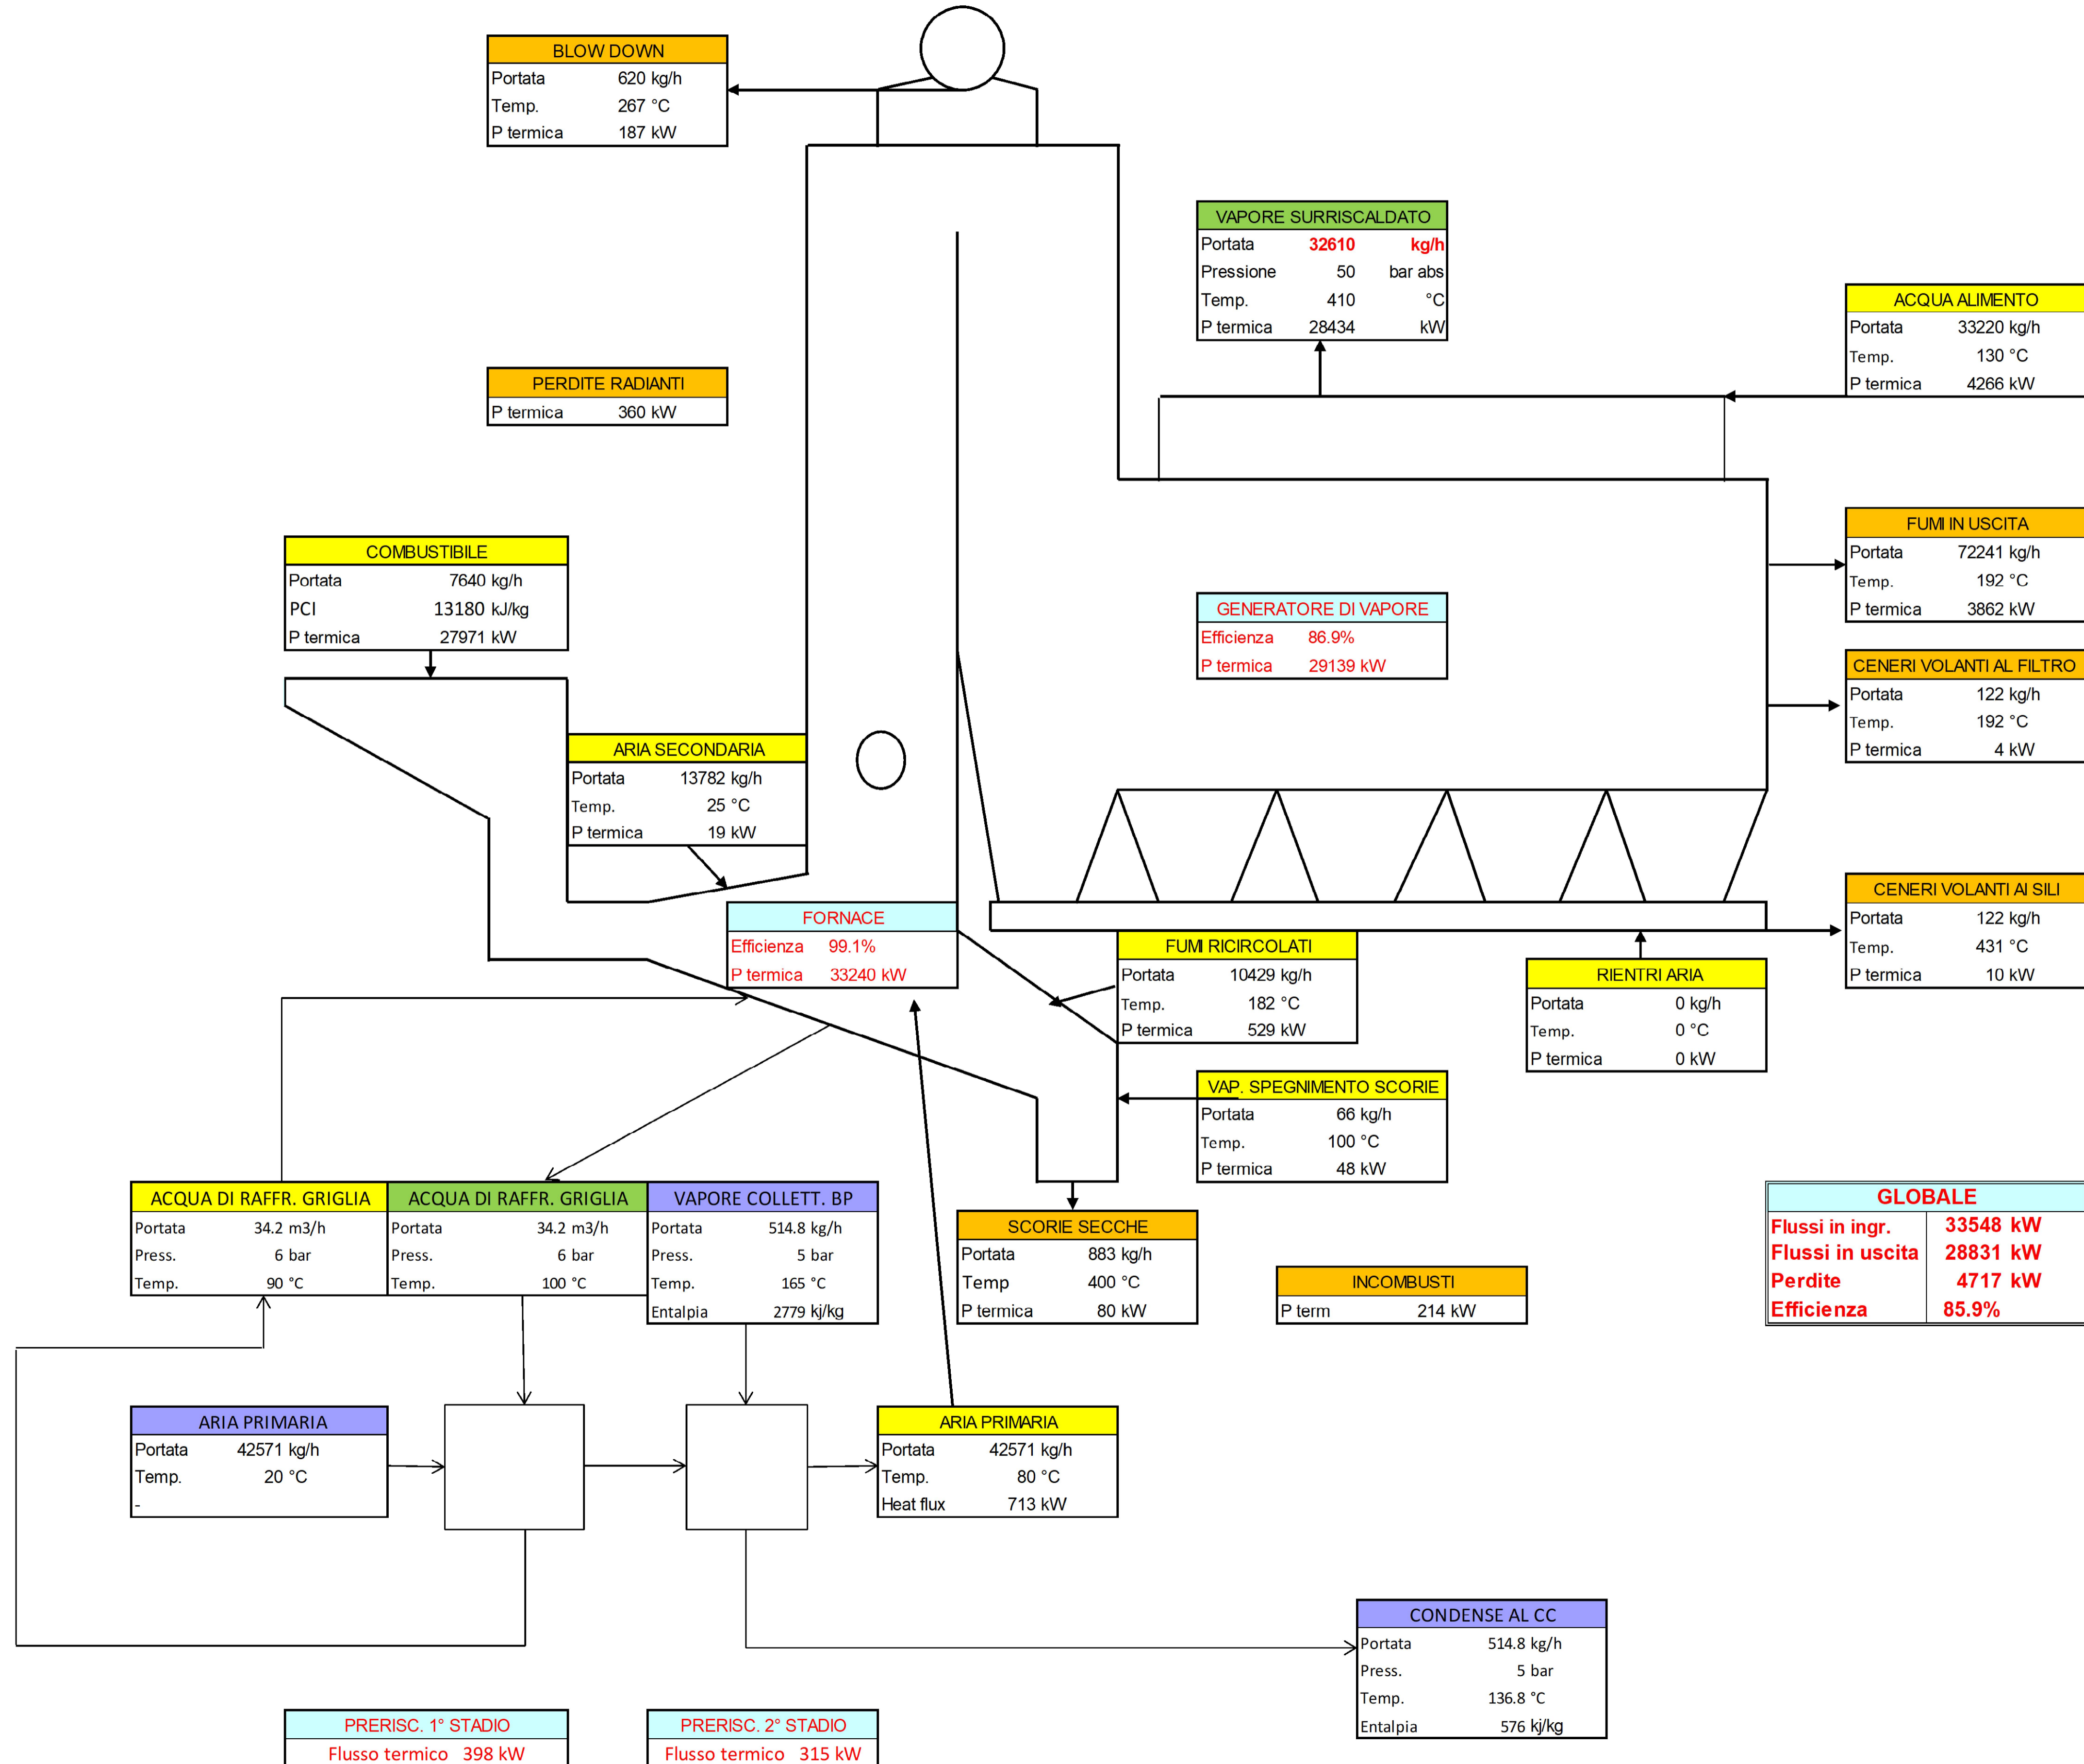 BLOW DOWN
Portata 620 kg/h
Temp. 267 °C
P termica 187 kW
VAPORE SURRISCALDATO
Portata 32610 kg/h
Pressione 50 bar abs
Temp. 410 °C
P termica 28434 kW
ACQUA ALIMENTO
Portata 33220 kg/h
Temp. 130 °C
P termica 4266 kW
PERDITE RADIANTI
P termica 360 kW
COMBUSTIBILE
Portata 7640 kg/h
PCI 13180 kJ/kg
P termica 27971 kW
FUMI IN USCITA
Portata 72241 kg/h
Temp. 192 °C
P termica 3862 kW
GENERATORE DI VAPORE
Efficienza 86.9%
P termica 29139 kW
CENERI VOLANTI AL FILTRO
Portata 122 kg/h
Temp. 192 °C
P termica 4 kW
ARIA SECONDARIA
Portata 13782 kg/h
Temp. 25 °C
P termica 19 kW
CENERI VOLANTI AI SILI
Portata 122 kg/h
Temp. 431 °C
P termica 10 kW
FORNACE
Efficienza 99.1%
P termica 33240 kW
FUMI RICIRCOLATI
Portata 10429 kg/h
Temp. 182 °C
P termica 529 kW
RIENTRI ARIA
Portata 0 kg/h
Temp. 0 °C
P termica 0 kW
VAP. SPEGNIMENTO SCORIE
Portata 66 kg/h
Temp. 100 °C
P termica 48 kW
ACQUA DI RAFFR. GRIGLIA
Portata 34.2 m3/h
Press. 6 bar
Temp. 90 °C
ACQUA DI RAFFR. GRIGLIA
Portata 34.2 m3/h
Press. 6 bar
Temp. 100 °C
VAPORE COLLETT. BP
Portata 514.8 kg/h
Press. 5 bar
Temp. 165 °C
Entalpia 2779 kj/kg
SCORIE SECCHE
Portata 883 kg/h
Temp 400 °C
P termica 80 kW
INCOMBUSTI
P term 214 kW
GLOBALE
Flussi in ingr. 33548 kW
Flussi in uscita 28831 kW
Perdite 4717 kW
Efficienza 85.9%
ARIA PRIMARIA
Portata 42571 kg/h
Temp. 20 °C
-
ARIA PRIMARIA
Portata 42571 kg/h
Temp. 80 °C
Heat flux 713 kW
CONDENSE AL CC
Portata 514.8 kg/h
Press. 5 bar
Temp. 136.8 °C
Entalpia 576 kj/kg
PRERISC. 1° STADIO
Flusso termico 398 kW
PRERISC. 2° STADIO
Flusso termico 315 kW